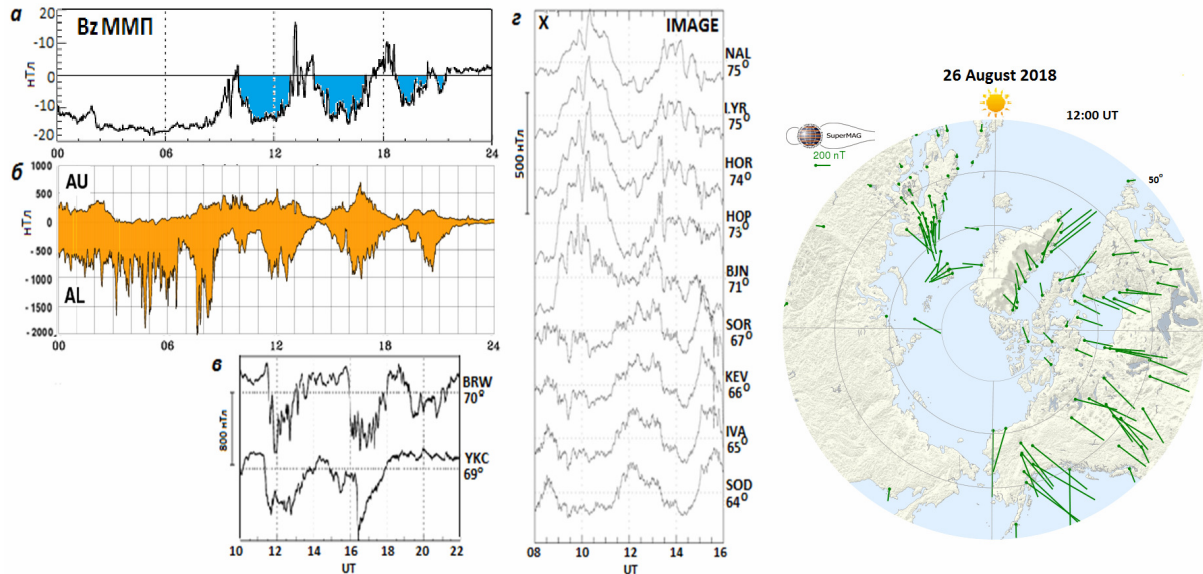 а
Bz ММП
нТл
-20
-10
0
-10
-20
00
06
12
18
24
б
AU
AL
нТл
1000
500
0
-500
-1000
-1500
-2000
00
06
12
18
24
в
800 нТл
BRW
70°
YKC
69°
10
12
14
16
18
20
22
UT
г
X
IMAGE
500 нТл
NAL
75°
LYR
75°
HOR
74°
HOP
73°
BJN
71°
SOR
67°
KEV
66°
IVA
65°
SOD
64°
08
10
12
14
16
UT
26 August 2018
12:00 UT
SuperMAG
200 nT
50°